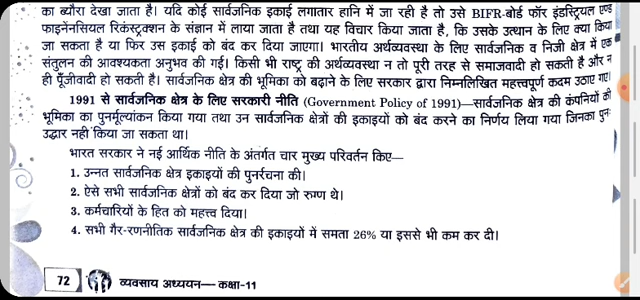 का ब्यौरा देखा जाता है। यदि कोई सार्वजनिक इकाई लगातार हानि में जा रही है तो उसे BIFR-बोर्ड फॉर इंडस्ट्रियल एण्ड
फाइनेंनसियल रिकंस्ट्रक्शन के संज्ञान में लाया जाता है तथा यह विचार किया जाता है, कि उसके उत्थान के लिए क्या किया
जा सकता है या फिर उस इकाई को बंद कर दिया जाएगा। भारतीय अर्थव्यवस्था के लिए सार्वजनिक व निजी क्षेत्र में एक
संतुलन की आवश्यकता अनुभव की गई। किसी भी राष्ट्र की अर्थव्यवस्था न तो पूरी तरह से समाजवादी हो सकती है और न
ही पूँजीवादी हो सकती है। सार्वजनिक क्षेत्र की भूमिका को बढ़ाने के लिए सरकार द्वारा निम्नलिखित महत्त्वपूर्ण कदम उठाए गए।
1991 से सार्वजनिक क्षेत्र के लिए सरकारी नीति (Government Policy of 1991)—सार्वजनिक क्षेत्र की कंपनियों की
भूमिका का पुनर्मूल्यांकन किया गया तथा उन सार्वजनिक क्षेत्रों की इकाइयों को बंद करने का निर्णय लिया गया जिनका पुनः
उद्धार नहीं किया जा सकता था।
भारत सरकार ने नई आर्थिक नीति के अंतर्गत चार मुख्य परिवर्तन किए—
1. उन्नत सार्वजनिक क्षेत्र इकाइयों की पुनर्रचना की।
2. ऐसे सभी सार्वजनिक क्षेत्रों को बंद कर दिया जो रुग्ण थे।
3. कर्मचारियों के हित को महत्त्व दिया।
4. सभी गैर-रणनीतिक सार्वजनिक क्षेत्र की इकाइयों में समता 26% या इससे भी कम कर दी।
72 व्यवसाय अध्ययन—कक्षा-11